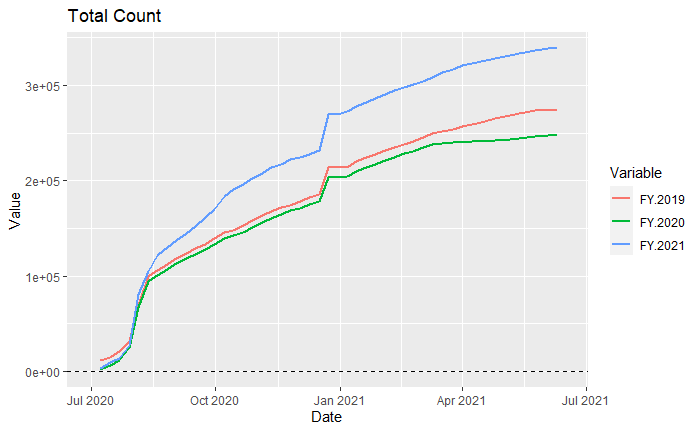 Total Count
Value
3e+05
2e+05
1e+05
0e+00
Jul 2020
Oct 2020
Jan 2021
Apr 2021
Jul 2021
Date
Variable
FY.2019
FY.2020
FY.2021